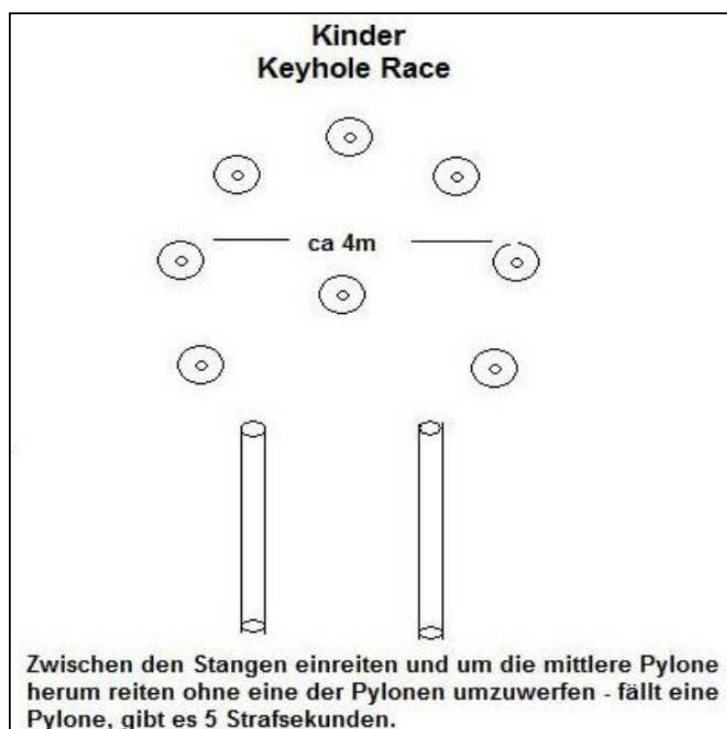 Kinder
Keyhole Race
ca 4m
Zwischen den Stangen einreiten und um die mittlere Pylone
herum reiten ohne eine der Pylonen umzuwerfen - fällt eine
Pylone, gibt es 5 Strafsekunden.